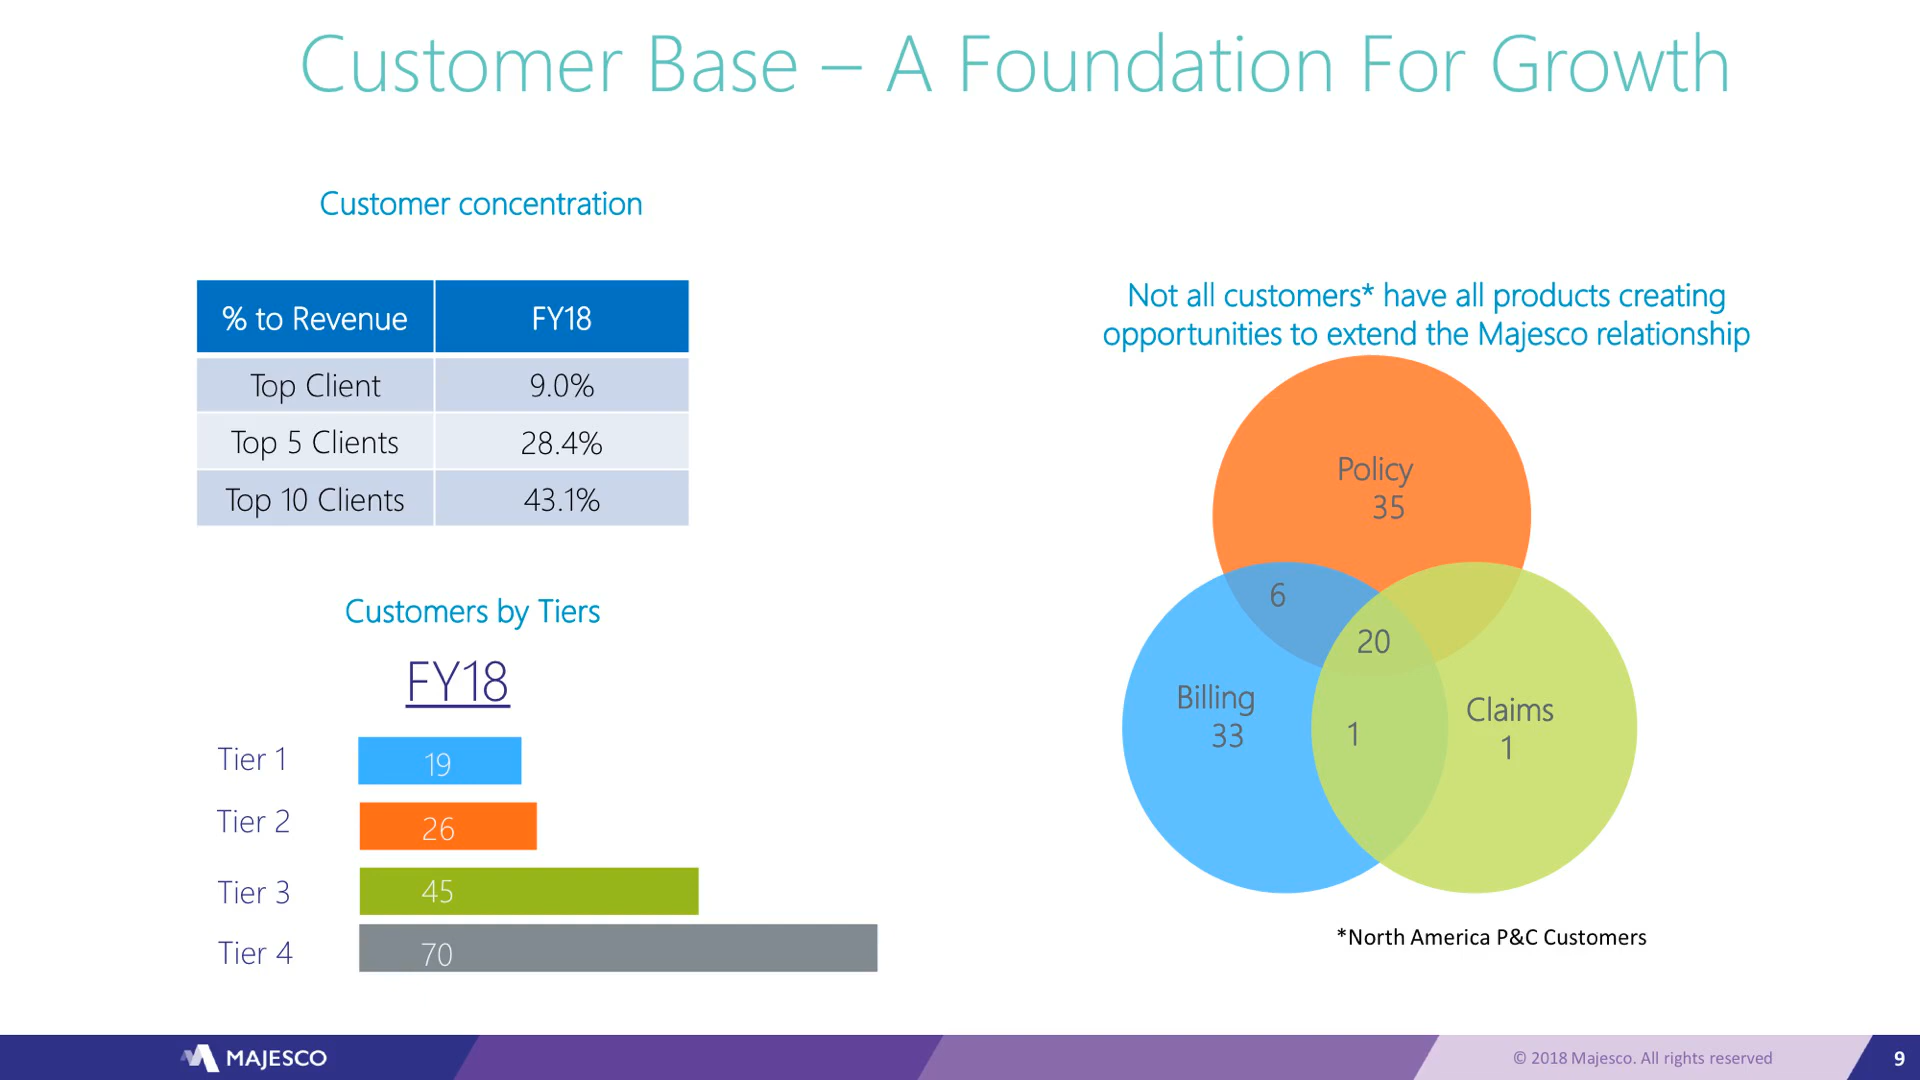 Customer Base – A Foundation For Growth
Customer concentration
% to Revenue FY18
Top Client 9.0%
Top 5 Clients 28.4%
Top 10 Clients 43.1%
Customers by Tiers
FY18
Tier 1 19
Tier 2 26
Tier 3 45
Tier 4 70
Not all customers* have all products creating
opportunities to extend the Majesco relationship
Policy
35
6
20
Billing
33
1
Claims
1
*North America P&C Customers
MAJESCO
© 2018 Majesco. All rights reserved
9